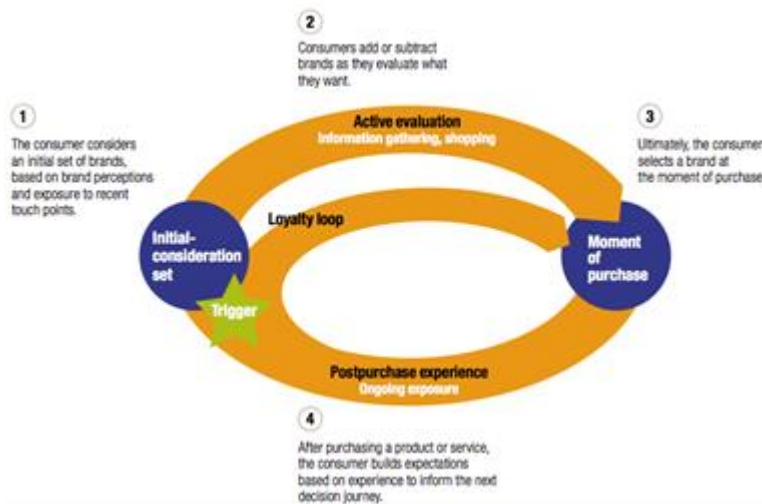 1
The consumer considers
an initial set of brands,
based on brand perceptions
and exposure to recent
touch points.
2
Consumers add or subtract
brands as they evaluate what
they want.
Active evaluation
Information gathering, shopping
3
Ultimately, the consumer
selects a brand at
the moment of purchase
Loyalty loop
Initial-
consideration
set
Trigger
Moment
of
purchase
Postpurchase experience
Ongoing exposure
4
After purchasing a product or service,
the consumer builds expectations
based on experience to inform the next
decision journey.